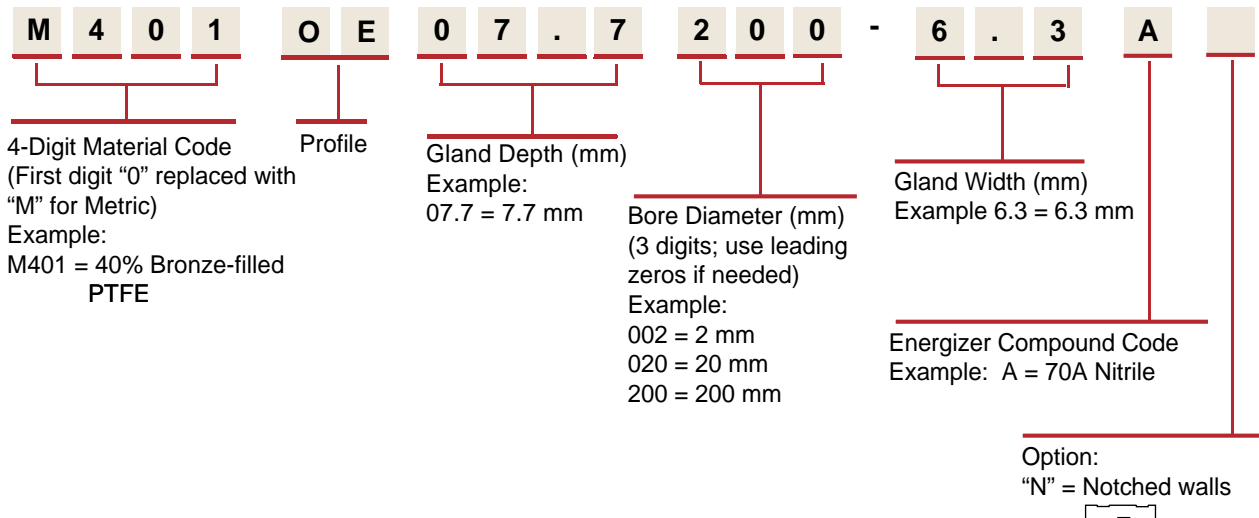 M 4 0 1 O E 0 7 . 7 2 0 0 - 6 . 3 A
4-Digit Material Code
(First digit “0” replaced with
“M” for Metric)
Example:
M401 = 40% Bronze-filled
PTFE
Profile
Gland Depth (mm)
Example:
07.7 = 7.7 mm
Bore Diameter (mm)
(3 digits; use leading
zeros if needed)
Example:
002 = 2 mm
020 = 20 mm
200 = 200 mm
Gland Width (mm)
Example 6.3 = 6.3 mm
Energizer Compound Code
Example: A = 70A Nitrile
Option:
“N” = Notched walls